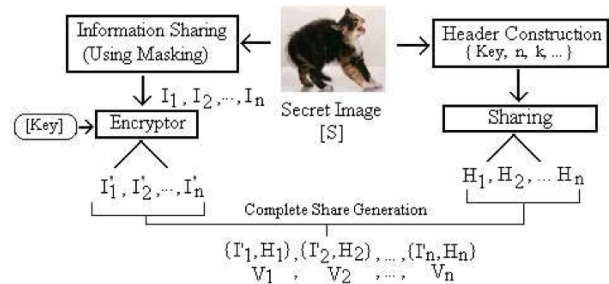 Information Sharing
(Using Masking)
Header Construction
{ Key, n, k, ... }
I1, I2, ..., In
Secret Image
[S]
[Key]
Encryptor
Sharing
I'1, I'2, ..., I'n
H1, H2, ... Hn
Complete Share Generation
{I'1, H1}, {I'2, H2}, ..., {I'n, Hn}
V1 , V2 , ..., Vn